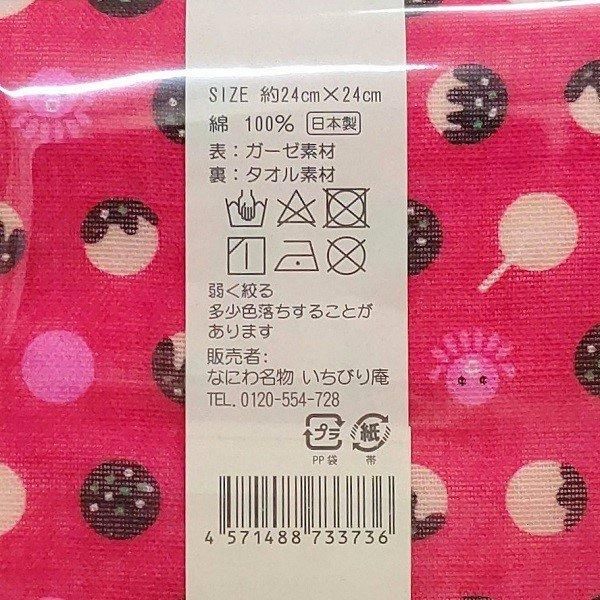 SIZE 約24cm×24cm
綿 100% 日本製
表：ガーゼ素材
裏：タオル素材
弱く絞る
多少色落ちすることが
あります
販売者：
なにわ名物 いちびり庵
TEL. 0120-554-728
プラ 紙
PP袋 帯
4 571488 733736